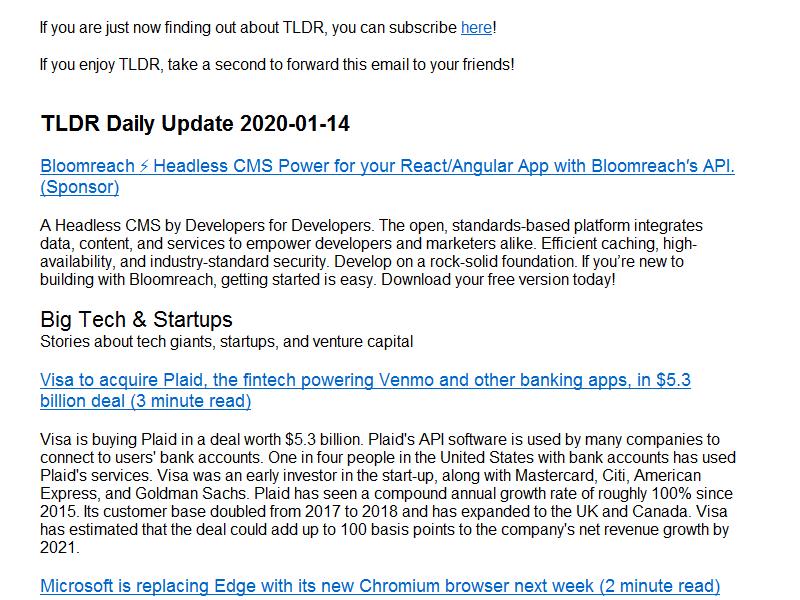 If you are just now finding out about TLDR, you can subscribe here!
If you enjoy TLDR, take a second to forward this email to your friends!
TLDR Daily Update 2020-01-14
Bloomreach ⚡ Headless CMS Power for your React/Angular App with Bloomreach's API.
(Sponsor)
A Headless CMS by Developers for Developers. The open, standards-based platform integrates
data, content, and services to empower developers and marketers alike. Efficient caching, high-
availability, and industry-standard security. Develop on a rock-solid foundation. If you’re new to
building with Bloomreach, getting started is easy. Download your free version today!
Big Tech & Startups
Stories about tech giants, startups, and venture capital
Visa to acquire Plaid, the fintech powering Venmo and other banking apps, in $5.3
billion deal (3 minute read)
Visa is buying Plaid in a deal worth $5.3 billion. Plaid's API software is used by many companies to
connect to users' bank accounts. One in four people in the United States with bank accounts has used
Plaid's services. Visa was an early investor in the start-up, along with Mastercard, Citi, American
Express, and Goldman Sachs. Plaid has seen a compound annual growth rate of roughly 100% since
2015. Its customer base doubled from 2017 to 2018 and has expanded to the UK and Canada. Visa
has estimated that the deal could add up to 100 basis points to the company's net revenue growth by
2021.
Microsoft is replacing Edge with its new Chromium browser next week (2 minute read)